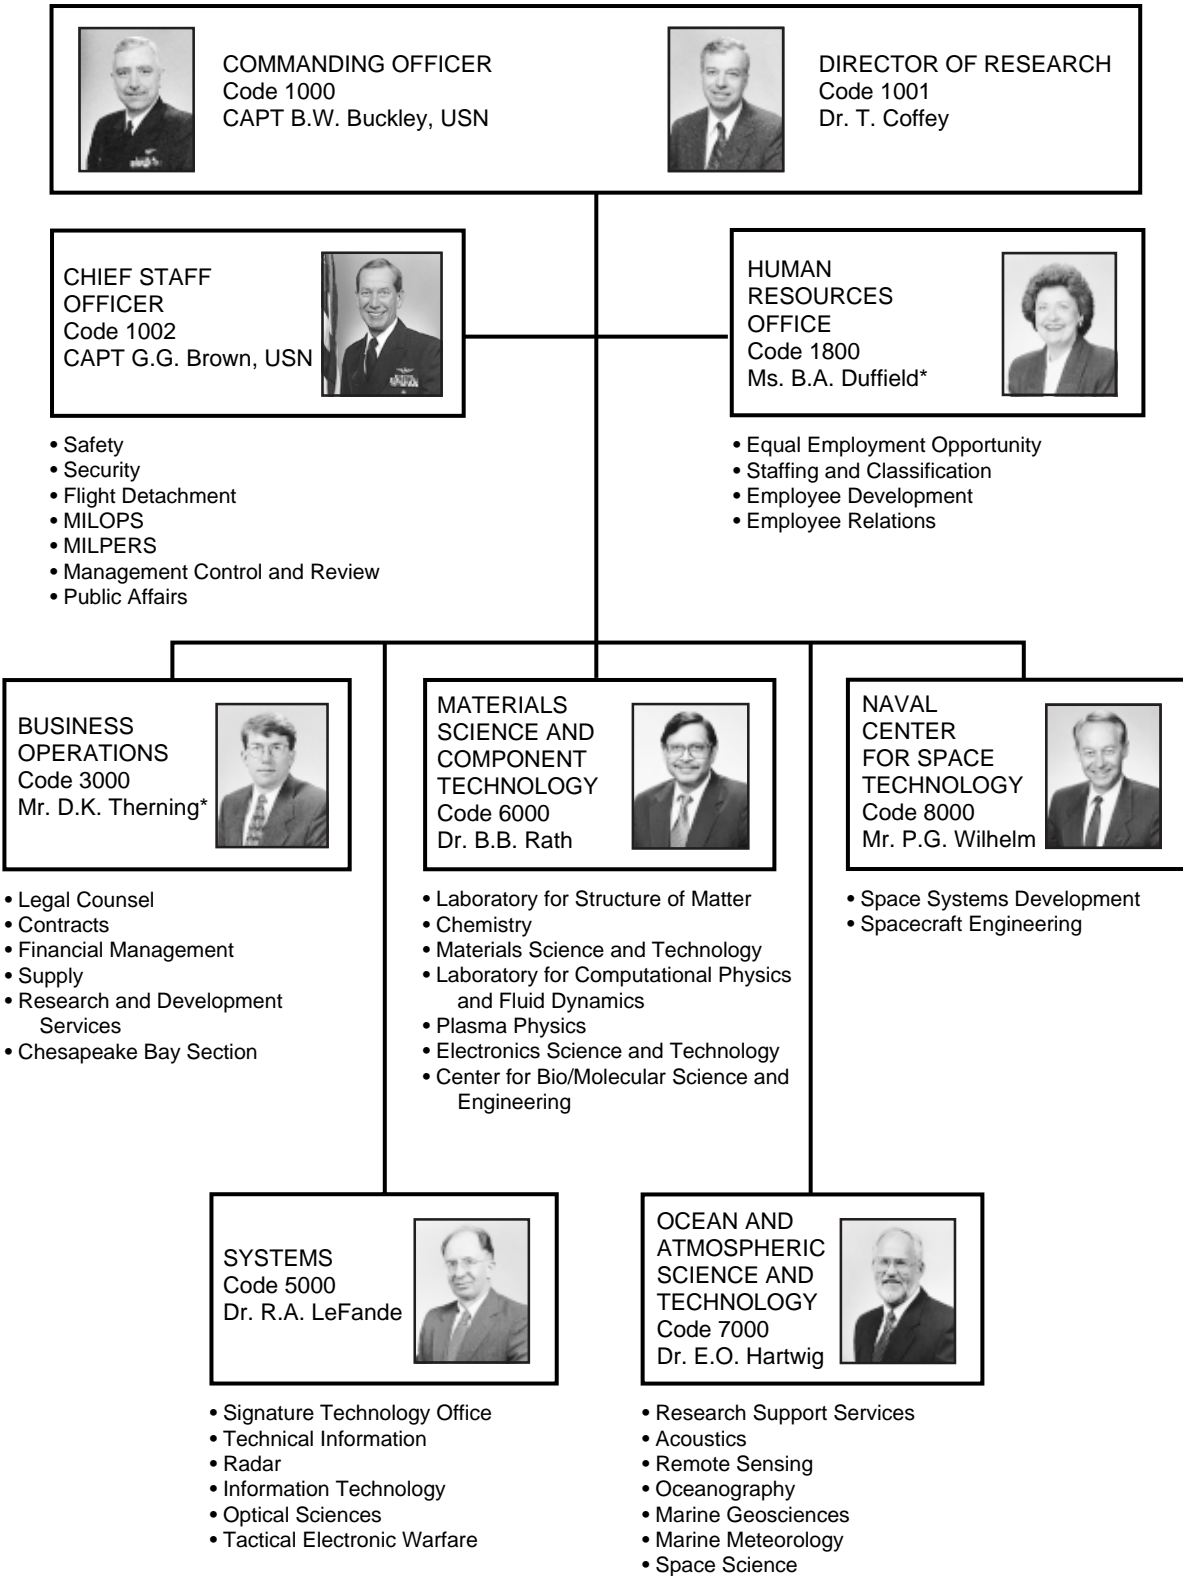 COMMANDING OFFICER
Code 1000
CAPT B.W. Buckley, USN
DIRECTOR OF RESEARCH
Code 1001
Dr. T. Coffey
CHIEF STAFF
OFFICER
Code 1002
CAPT G.G. Brown, USN
HUMAN
RESOURCES
OFFICE
Code 1800
Ms. B.A. Duffield*
• Safety
• Security
• Flight Detachment
• MILOPS
• MILPERS
• Management Control and Review
• Public Affairs
• Equal Employment Opportunity
• Staffing and Classification
• Employee Development
• Employee Relations
BUSINESS
OPERATIONS
Code 3000
Mr. D.K. Therning*
MATERIALS
SCIENCE AND
COMPONENT
TECHNOLOGY
Code 6000
Dr. B.B. Rath
NAVAL
CENTER
FOR SPACE
TECHNOLOGY
Code 8000
Mr. P.G. Wilhelm
• Legal Counsel
• Contracts
• Financial Management
• Supply
• Research and Development
Services
• Chesapeake Bay Section
• Laboratory for Structure of Matter
• Chemistry
• Materials Science and Technology
• Laboratory for Computational Physics
and Fluid Dynamics
• Plasma Physics
• Electronics Science and Technology
• Center for Bio/Molecular Science and
Engineering
• Space Systems Development
• Spacecraft Engineering
SYSTEMS
Code 5000
Dr. R.A. LeFande
OCEAN AND
ATMOSPHERIC
SCIENCE AND
TECHNOLOGY
Code 7000
Dr. E.O. Hartwig
• Signature Technology Office
• Technical Information
• Radar
• Information Technology
• Optical Sciences
• Tactical Electronic Warfare
• Research Support Services
• Acoustics
• Remote Sensing
• Oceanography
• Marine Geosciences
• Marine Meteorology
• Space Science